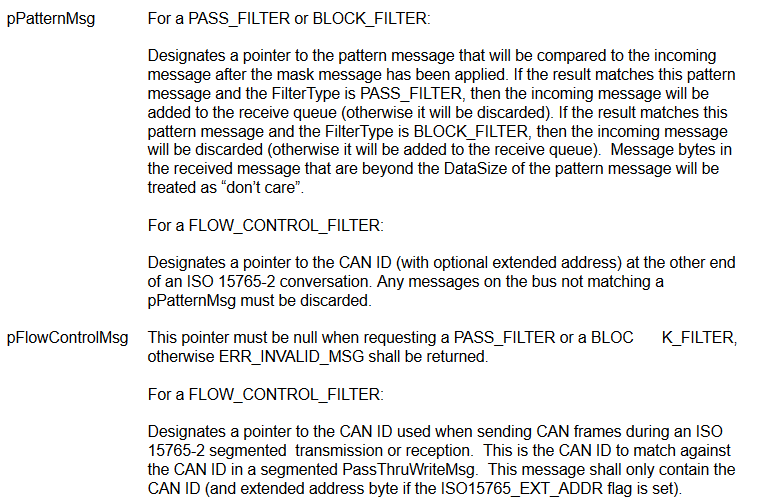 pPatternMsg For a PASS_FILTER or BLOCK_FILTER:
Designates a pointer to the pattern message that will be compared to the incoming
message after the mask message has been applied. If the result matches this pattern
message and the FilterType is PASS_FILTER, then the incoming message will be
added to the receive queue (otherwise it will be discarded). If the result matches this
pattern message and the FilterType is BLOCK_FILTER, then the incoming message
will be discarded (otherwise it will be added to the receive queue). Message bytes in
the received message that are beyond the DataSize of the pattern message will be
treated as “don’t care”.
For a FLOW_CONTROL_FILTER:
Designates a pointer to the CAN ID (with optional extended address) at the other end
of an ISO 15765-2 conversation. Any messages on the bus not matching a
pPatternMsg must be discarded.
pFlowControlMsg This pointer must be null when requesting a PASS_FILTER or a BLOC K_FILTER,
otherwise ERR_INVALID_MSG shall be returned.
For a FLOW_CONTROL_FILTER:
Designates a pointer to the CAN ID used when sending CAN frames during an ISO
15765-2 segmented transmission or reception. This is the CAN ID to match against
the CAN ID in a segmented PassThruWriteMsg. This message shall only contain the
CAN ID (and extended address byte if the ISO15765_EXT_ADDR flag is set).